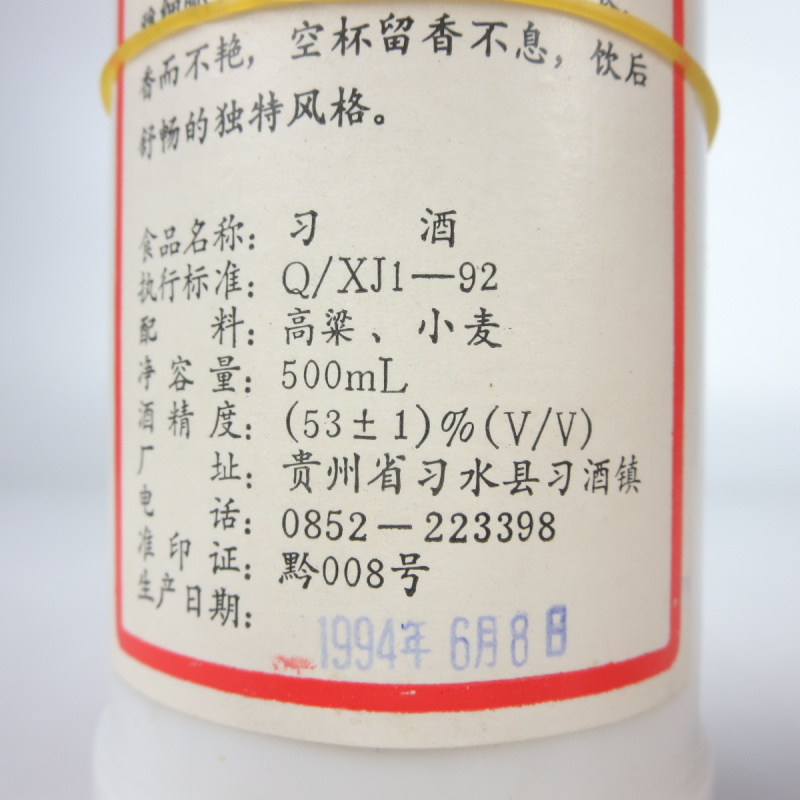 香而不艳，空杯留香不息，饮后
舒畅的独特风格。
食品名称：习 酒
执行标准：Q/XJ1—92
配 料：高粱、小麦
净容量：500mL
酒精度：(53±1)%(V/V)
厂 址：贵州省习水县习酒镇
电 话：0852—223398
准印证：黔008号
生产日期：
1994年6月8日